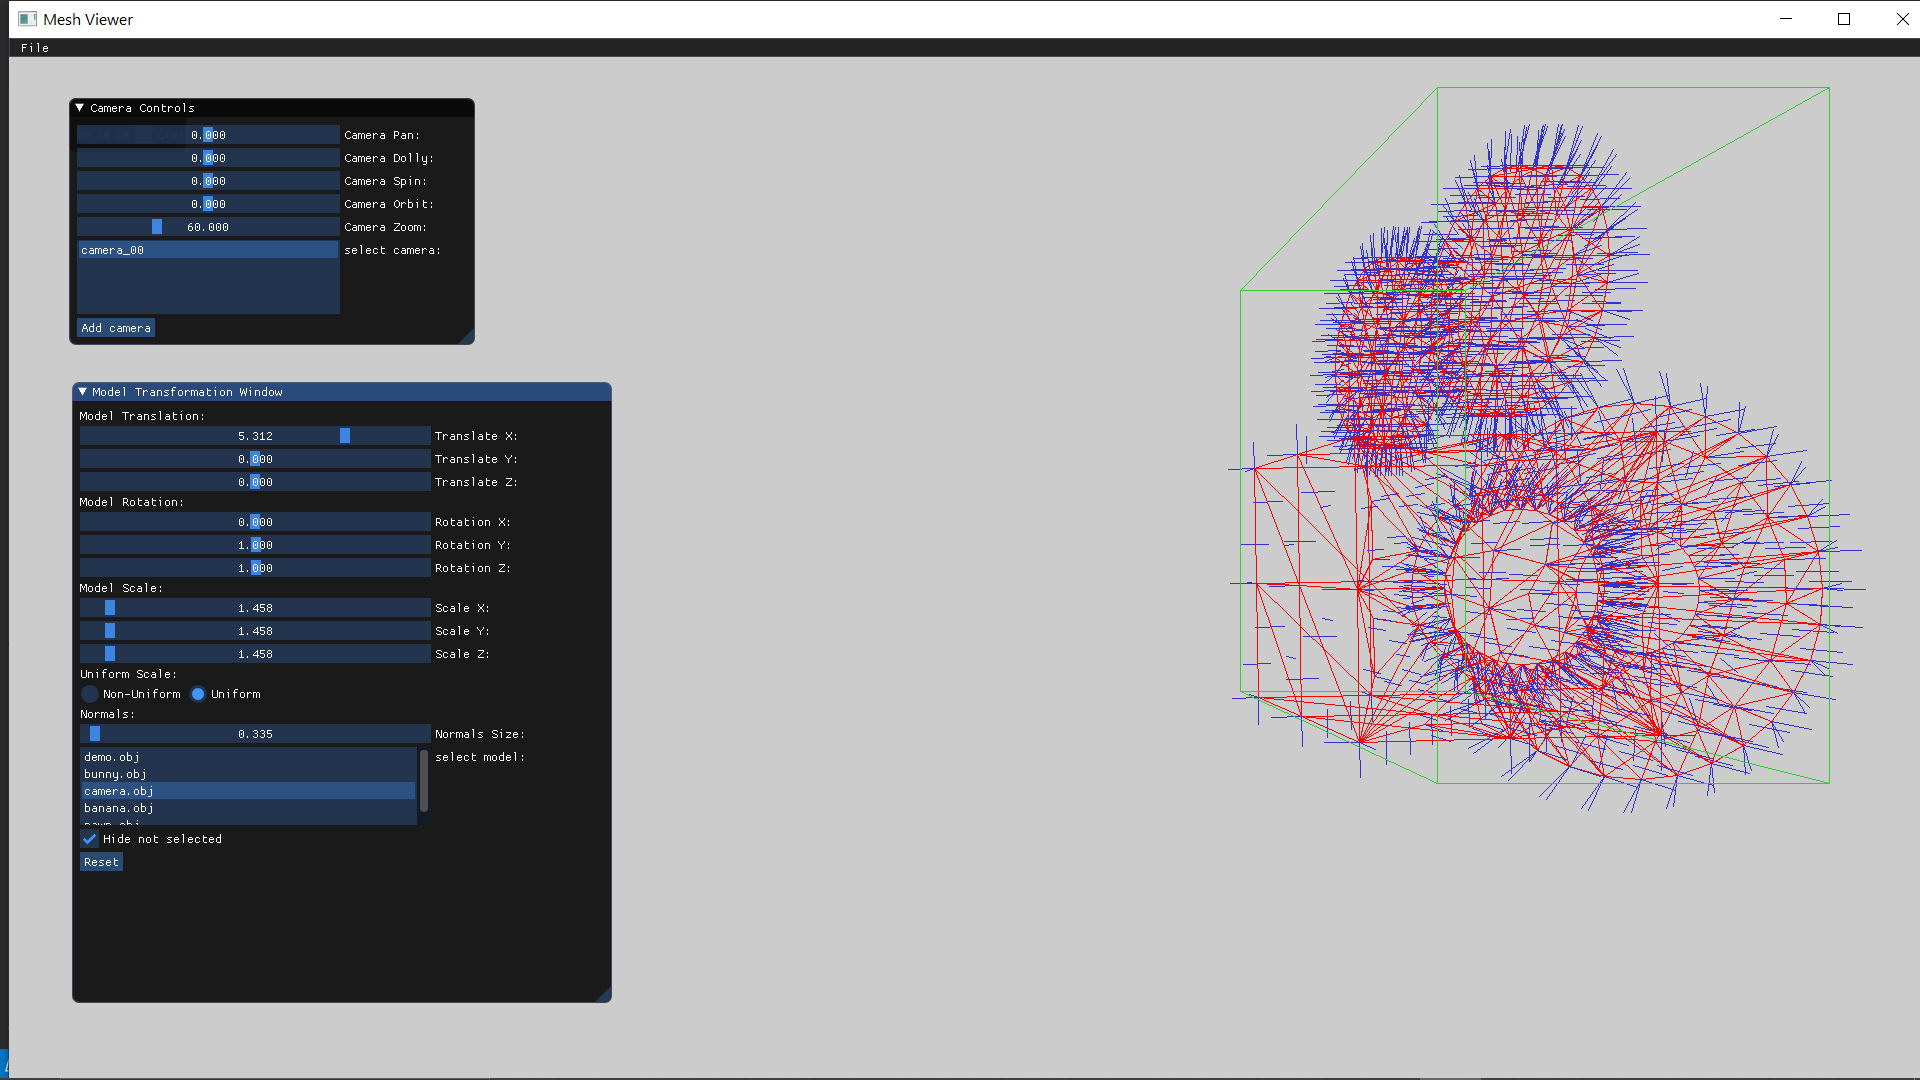 Mesh Viewer
File
Camera Controls
0.000 Camera Pan:
0.000 Camera Dolly:
0.000 Camera Spin:
0.000 Camera Orbit:
60.000 Camera Zoom:
camera_00 select camera:
Add camera
Model Transformation Window
Model Translation:
5.312 Translate X:
0.000 Translate Y:
0.000 Translate Z:
Model Rotation:
0.000 Rotation X:
1.000 Rotation Y:
1.000 Rotation Z:
Model Scale:
1.458 Scale X:
1.458 Scale Y:
1.458 Scale Z:
Uniform Scale:
Non-Uniform Uniform
Normals:
0.335 Normals Size:
demo.obj select model:
bunny.obj
camera.obj
banana.obj
Hide not selected
Reset